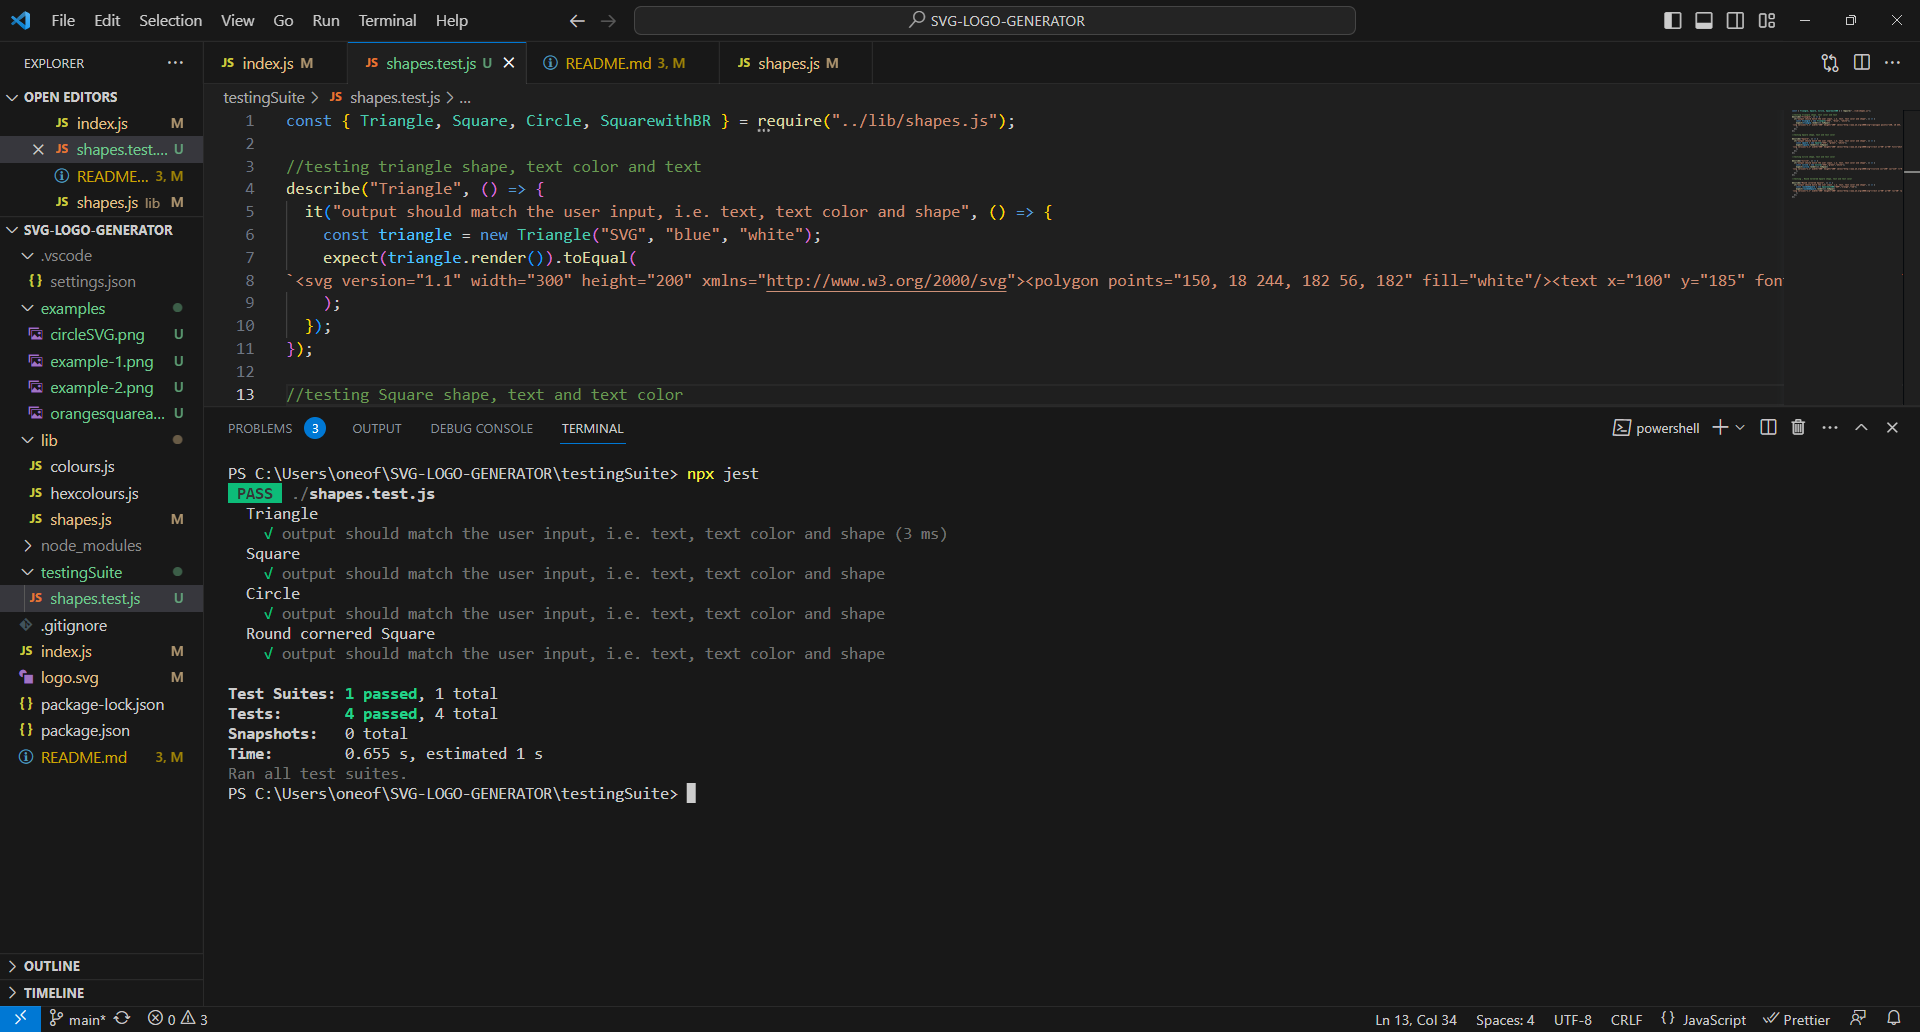 File Edit Selection View Go Run Terminal Help
SVG-LOGO-GENERATOR
EXPLORER
JS index.js M
JS shapes.test.js U
README.md 3, M
JS shapes.js M
OPEN EDITORS
JS index.js M
JS shapes.test.... U
README... 3, M
JS shapes.js lib M
SVG-LOGO-GENERATOR
.vscode
{} settings.json
examples
circleSVG.png U
example-1.png U
example-2.png U
orangesquarea... U
lib
JS colours.js
JS hexcolours.js
JS shapes.js M
node_modules
testingSuite
JS shapes.test.js U
.gitignore
JS index.js M
logo.svg M
{} package-lock.json
{} package.json
README.md 3, M
OUTLINE
TIMELINE
testingSuite > JS shapes.test.js > ...
1 const { Triangle, Square, Circle, SquarewithBR } = require("../lib/shapes.js");
2
3 //testing triangle shape, text color and text
4 describe("Triangle", () => {
5 it("output should match the user input, i.e. text, text color and shape", () => {
6 const triangle = new Triangle("SVG", "blue", "white");
7 expect(triangle.render()).toEqual(
8 `<svg version="1.1" width="300" height="200" xmlns="http://www.w3.org/2000/svg"><polygon points="150, 18 244, 182 56, 182" fill="white"/><text x="100" y="185" fon
9 );
10 });
11 });
12
13 //testing Square shape, text and text color
PROBLEMS 3 OUTPUT DEBUG CONSOLE TERMINAL
powershell
PS C:\Users\oneof\SVG-LOGO-GENERATOR\testingSuite> npx jest
PASS ./shapes.test.js
Triangle
√ output should match the user input, i.e. text, text color and shape (3 ms)
Square
√ output should match the user input, i.e. text, text color and shape
Circle
√ output should match the user input, i.e. text, text color and shape
Round cornered Square
√ output should match the user input, i.e. text, text color and shape
Test Suites: 1 passed, 1 total
Tests: 4 passed, 4 total
Snapshots: 0 total
Time: 0.655 s, estimated 1 s
Ran all test suites.
PS C:\Users\oneof\SVG-LOGO-GENERATOR\testingSuite>
main* 0 3
Ln 13, Col 34 Spaces: 4 UTF-8 CRLF {} JavaScript Prettier